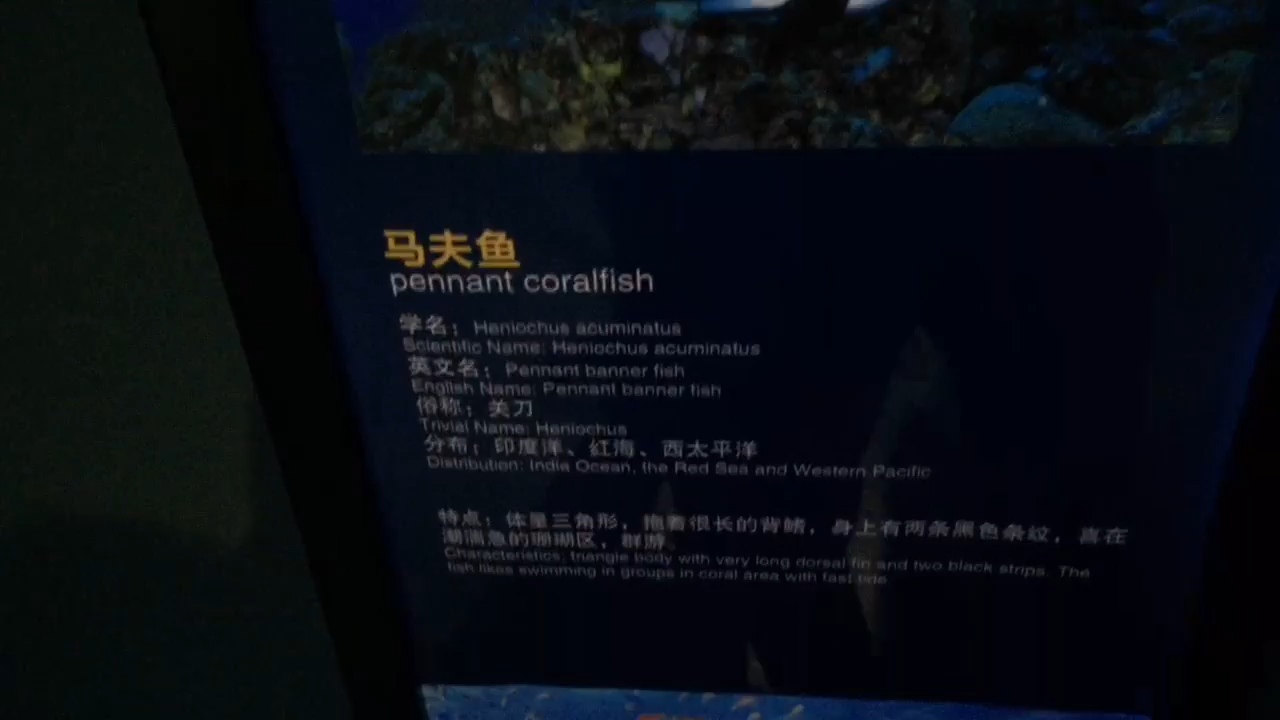 马夫鱼
pennant coralfish
学名：Heniochus acuminatus
Scientific Name: Heniochus acuminatus
英文名：Pennant banner fish
English Name: Pennant banner fish
俗称：关刀
Trivial Name: Heniochus
分布：印度洋、红海、西太平洋
Distribution: India Ocean, the Red Sea and Western Pacific
特点：体呈三角形，拖着很长的背鳍，身上有两条黑色条纹，喜在
潮湍急的珊瑚区，群游
Characteristics: triangle body with very long dorsal fin and two black strips. The
fish likes swimming in groups in coral area with fast tide